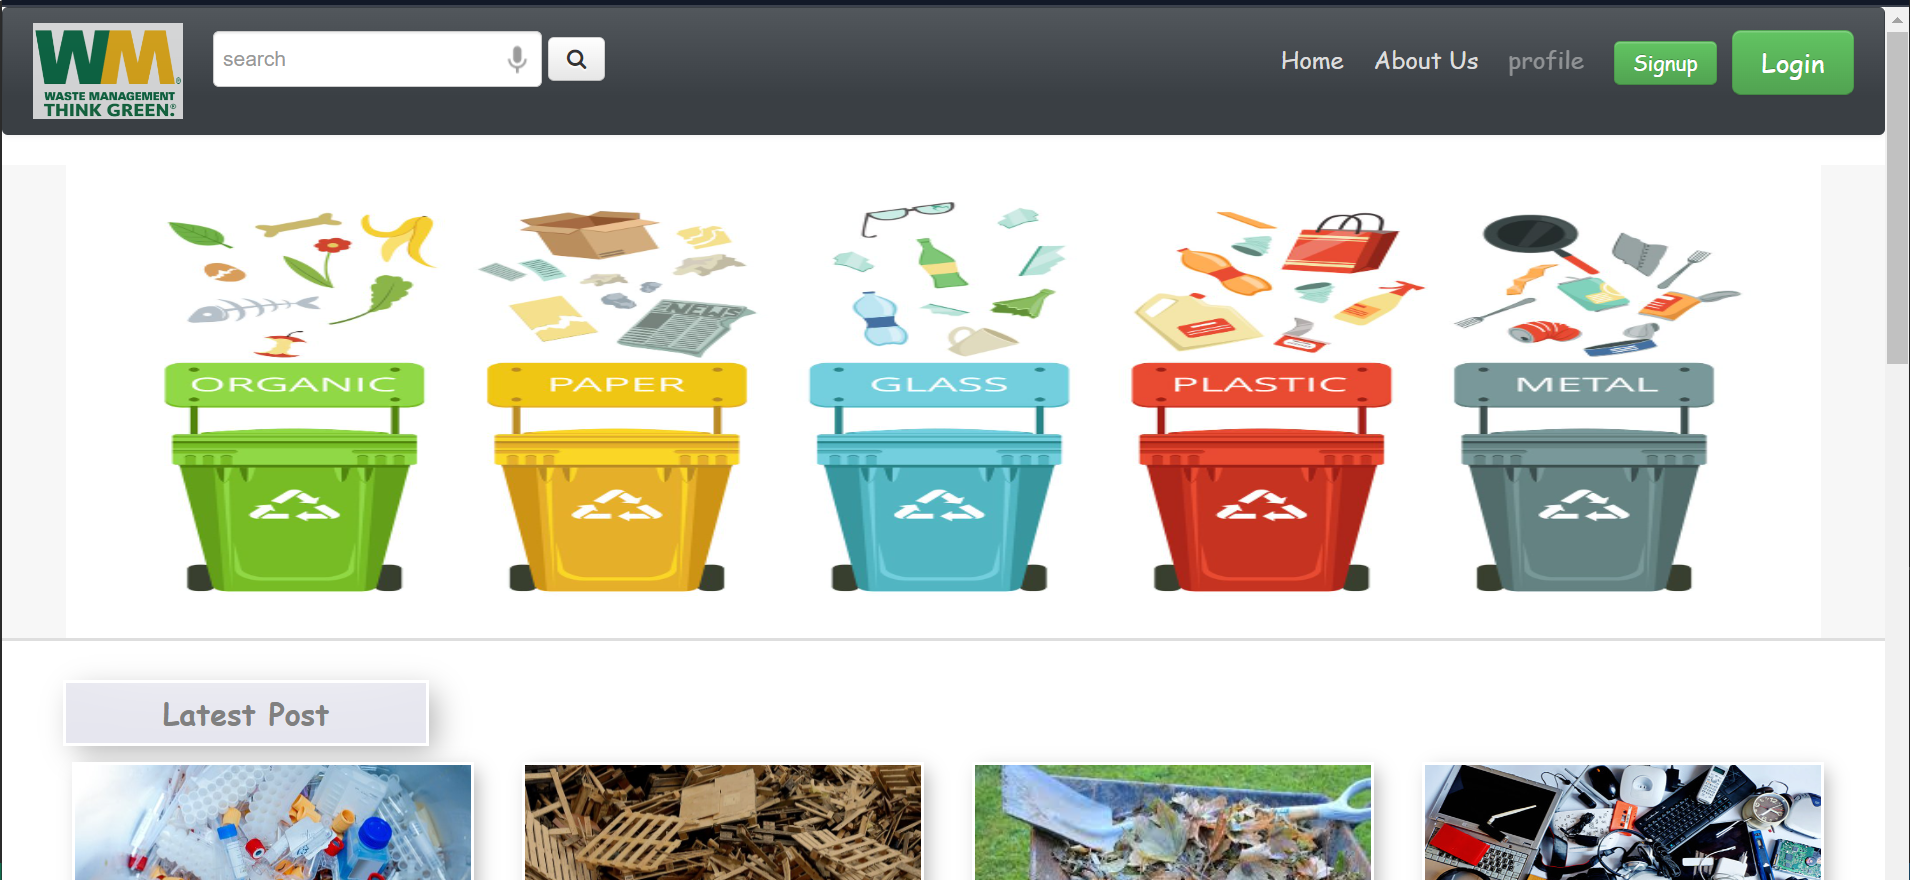 WM®
WASTE MANAGEMENT
THINK GREEN.®
search
Home
About Us
profile
Signup
Login
NEWS
ORGANIC
PAPER
GLASS
PLASTIC
METAL
Latest Post